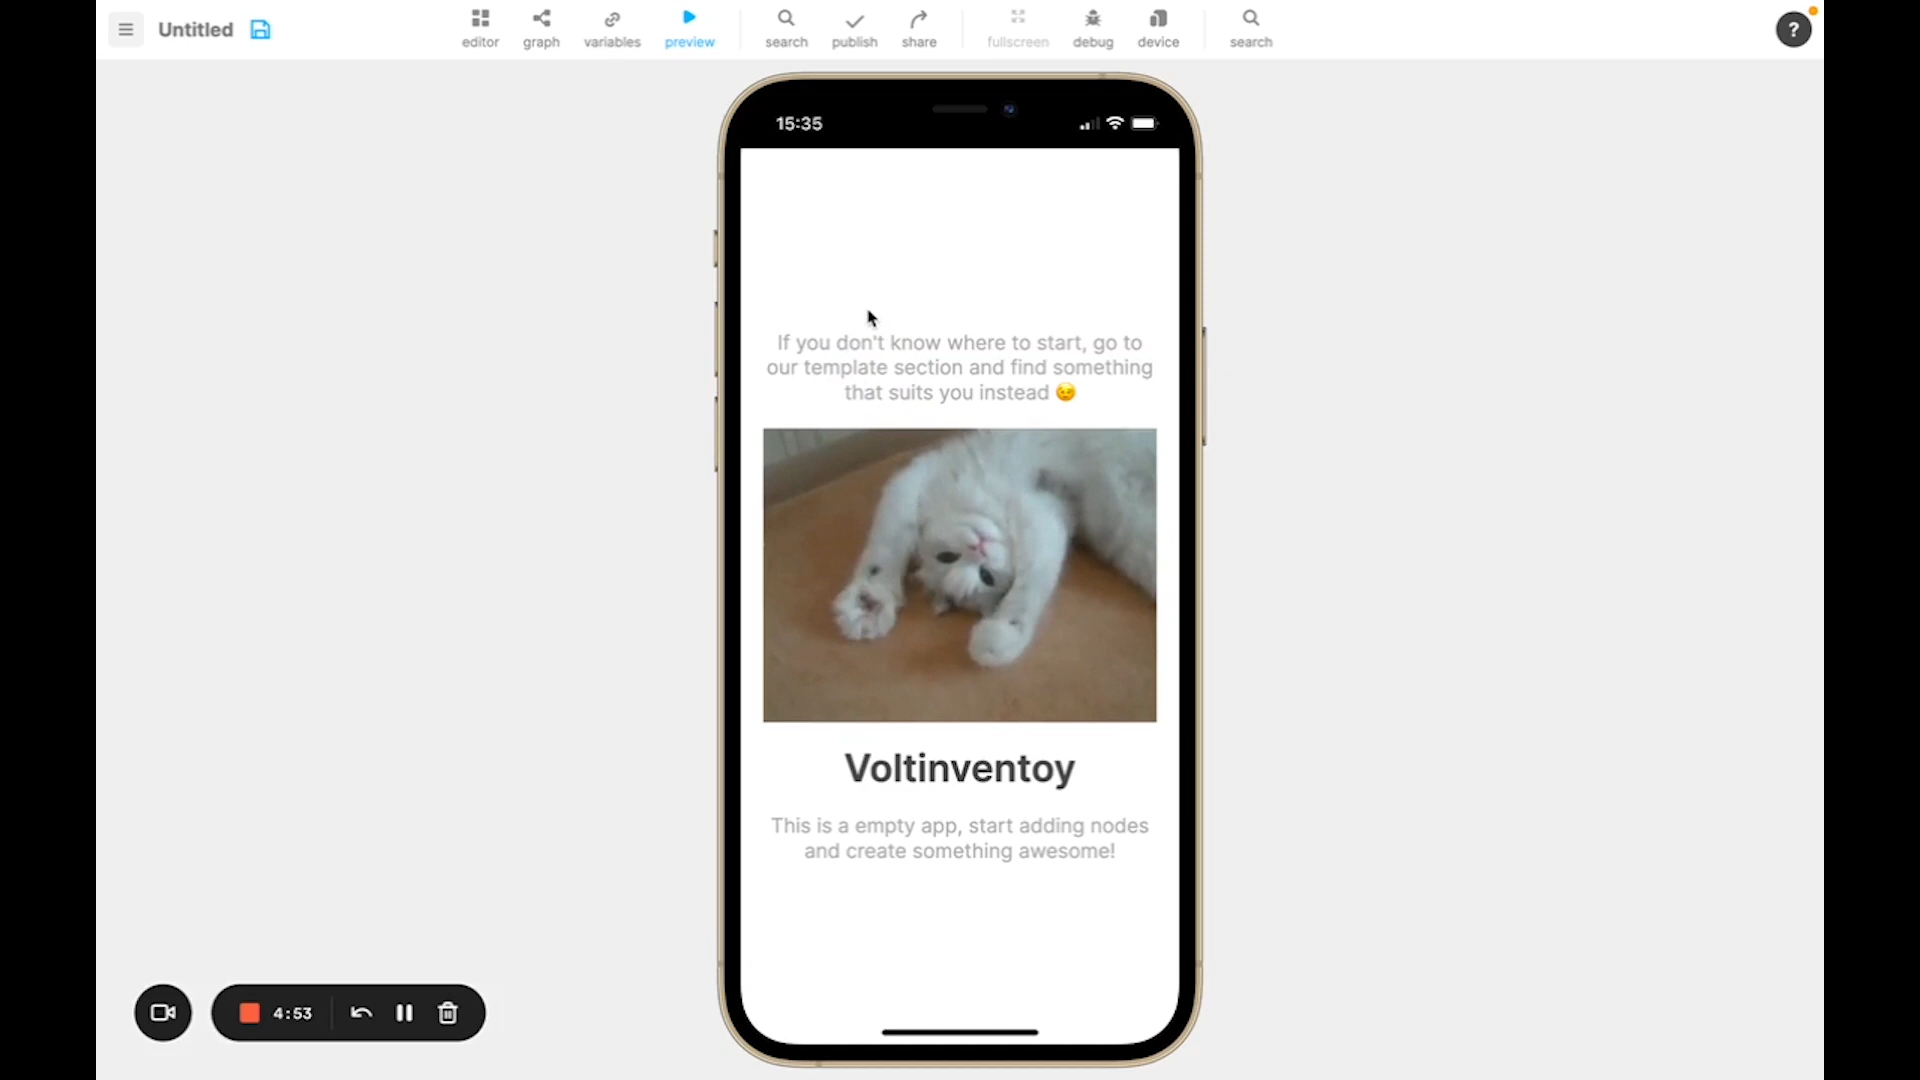 Untitled
editor
graph
variables
preview
search
publish
share
fullscreen
debug
device
search
?
15:35
If you don't know where to start, go to
our template section and find something
that suits you instead 😉
Voltinventoy
This is a empty app, start adding nodes
and create something awesome!
4:53